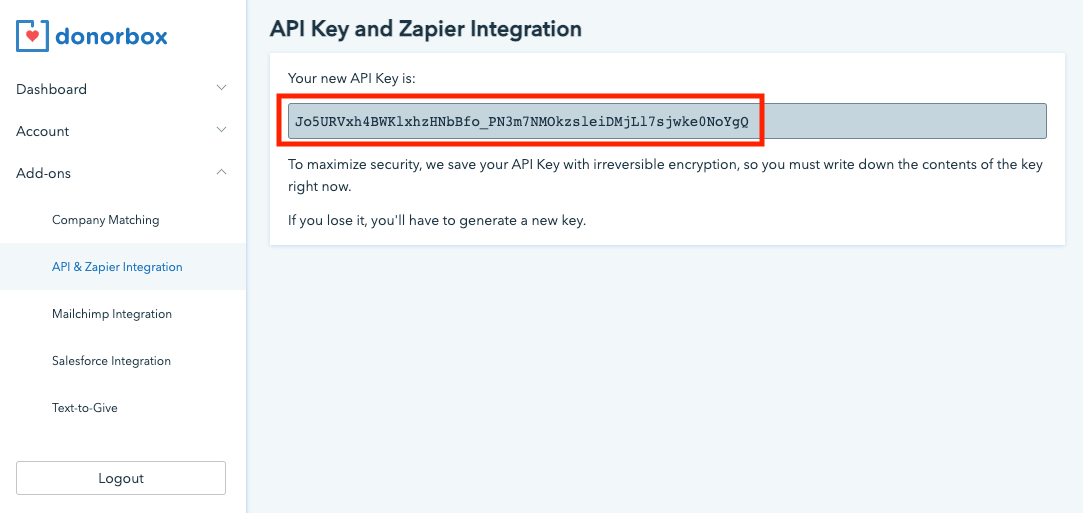 donorbox
Dashboard
Account
Add-ons
Company Matching
API & Zapier Integration
Mailchimp Integration
Salesforce Integration
Text-to-Give
Logout
API Key and Zapier Integration
Your new API Key is:
Jo5URVxh4BWKlxhzHNbBfo_PN3m7NMOkzsleiDMjLl7sjwke0NoYgQ
To maximize security, we save your API Key with irreversible encryption, so you must write down the contents of the key
right now.
If you lose it, you'll have to generate a new key.